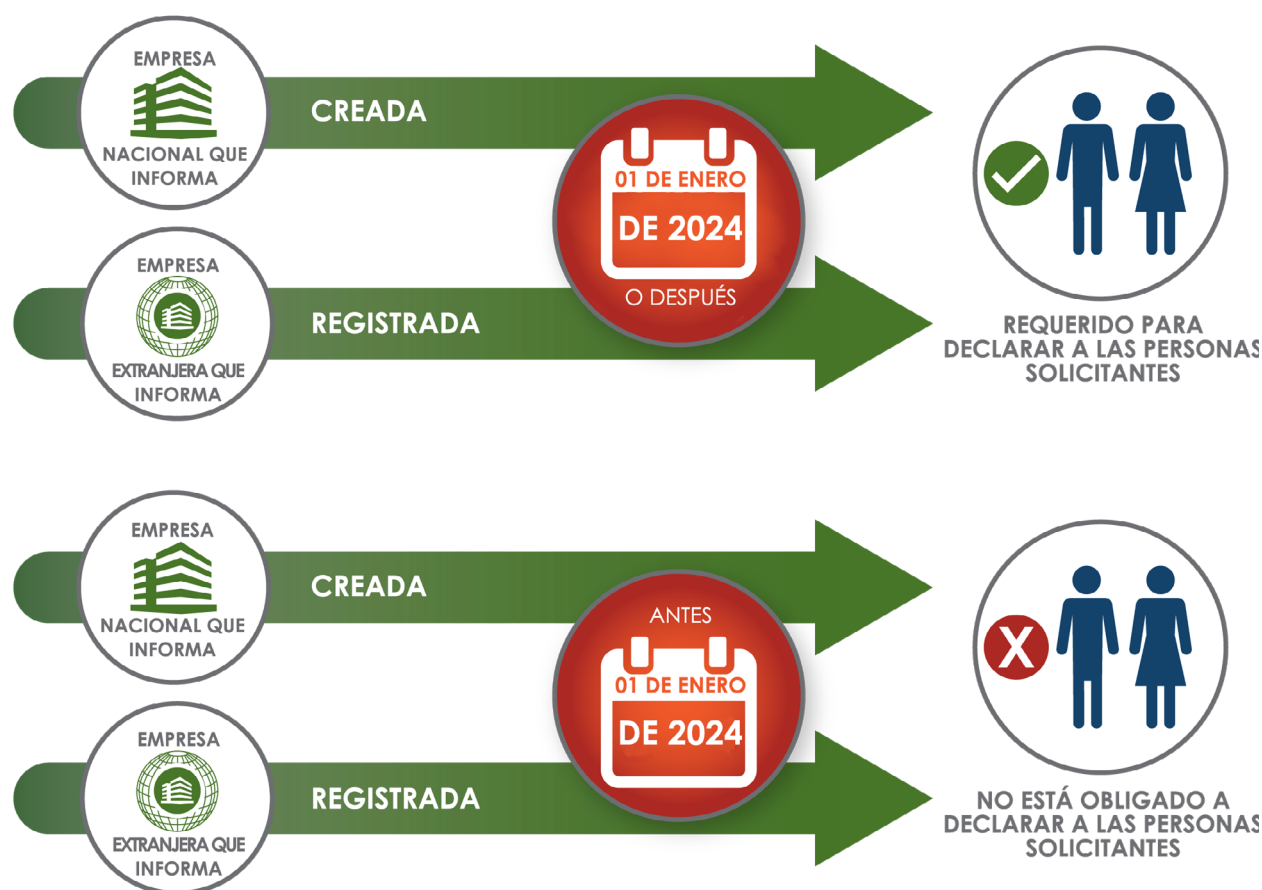 EMPRESA
NACIONAL QUE
INFORMA
CREADA
EMPRESA
EXTRANJERA QUE
INFORMA
REGISTRADA
01 DE ENERO
DE 2024
O DESPUÉS
REQUERIDO PARA
DECLARAR A LAS PERSONAS
SOLICITANTES
EMPRESA
NACIONAL QUE
INFORMA
CREADA
EMPRESA
EXTRANJERA QUE
INFORMA
REGISTRADA
ANTES
01 DE ENERO
DE 2024
X
NO ESTÁ OBLIGADO A
DECLARAR A LAS PERSONAS
SOLICITANTES